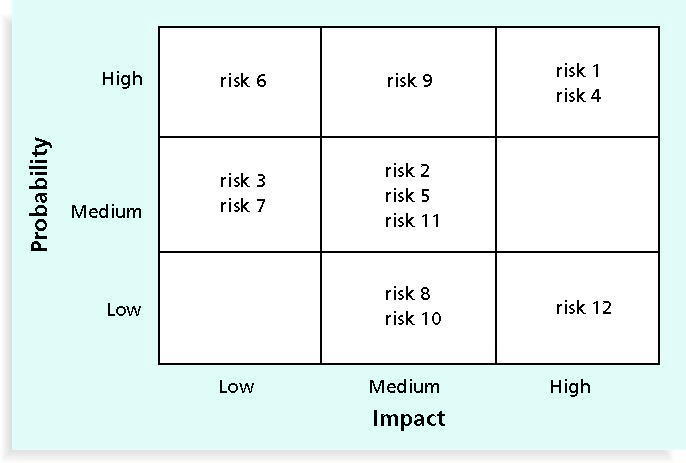 Probability
High
risk 6
risk 9
risk 1
risk 4
Medium
risk 3
risk 7
risk 2
risk 5
risk 11
Low
risk 8
risk 10
risk 12
Low
Medium
High
Impact